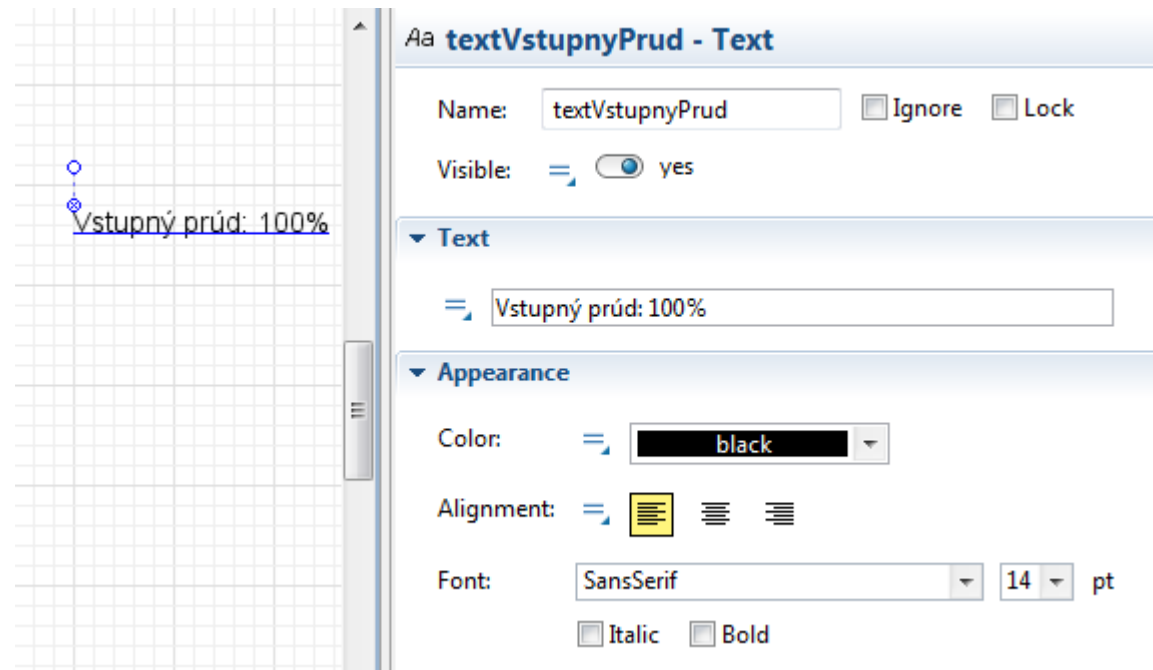 Vstupný prúd: 100%
Aa textVstupnyPrud - Text
Name: textVstupnyPrud Ignore Lock
Visible: yes
Text
Vstupný prúd: 100%
Appearance
Color: black
Alignment:
Font: SansSerif 14 pt
Italic Bold